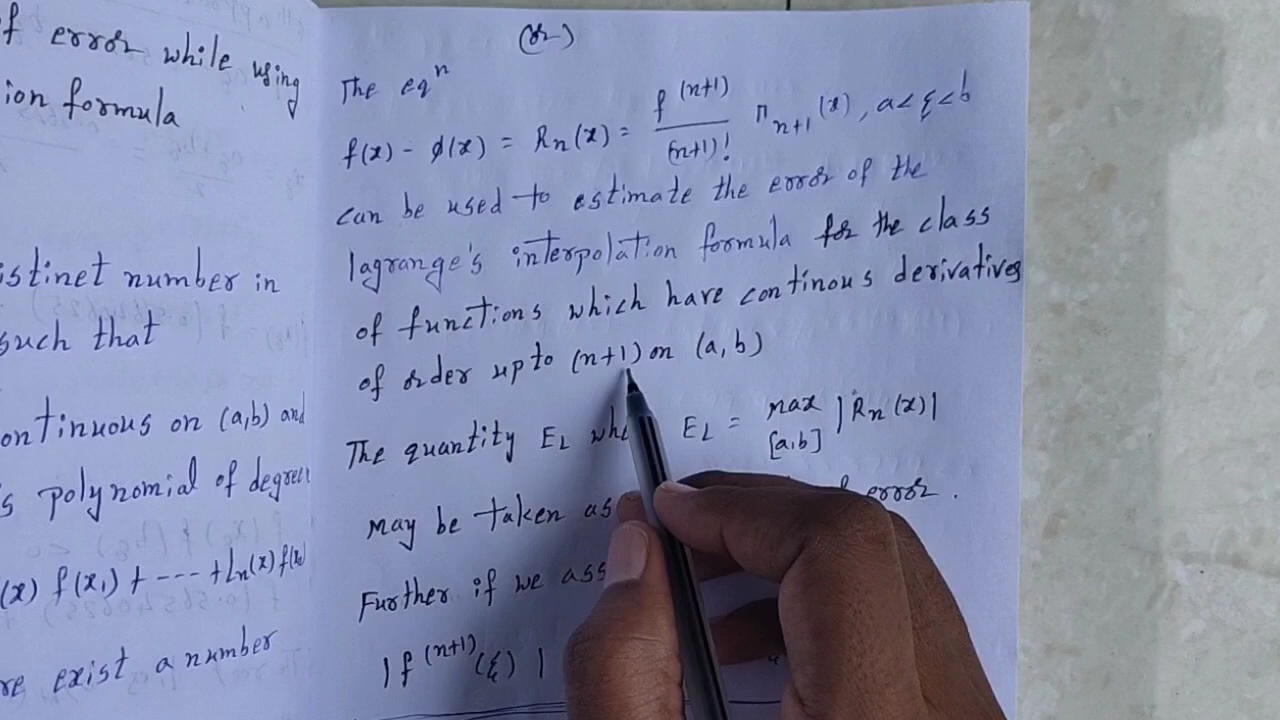 f error while using
ion formula
istinct number in
such that
ontinuous on (a,b) and
s polynomial of degree
(x) f(x₁) + --- + Lₙ(x) f(xₙ
re exist a number
(or)
The eqⁿ
f(x) - φ(x) = Rn(x) = f⁽ⁿ⁺¹⁾ / (n+1)! Πn+1(x), a<ξ<b
can be used to estimate the error of the
lagrange's interpolation formula for the class
of functions which have continous derivatives
of order upto (n+1) on (a,b)
The quantity EL wh EL = max [a,b] |Rn(x)|
may be taken as error.
Further if we ass
|f⁽ⁿ⁺¹⁾(ξ)|